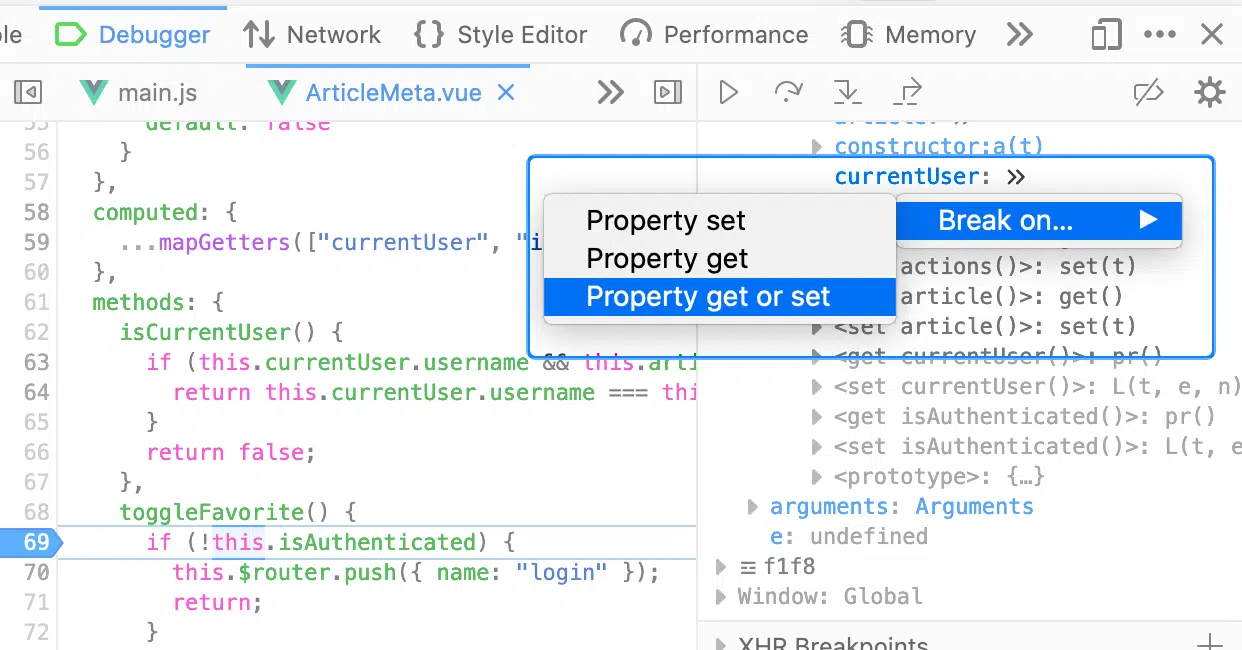 le Debugger Network Style Editor Performance Memory
main.js ArticleMeta.vue
55 default: false
56 }
57 },
58 computed: {
59 ...mapGetters(["currentUser", "i
60 },
61 methods: {
62 isCurrentUser() {
63 if (this.currentUser.username && this.arti
64 return this.currentUser.username === thi
65 }
66 return false;
67 },
68 toggleFavorite() {
69 if (!this.isAuthenticated) {
70 this.$router.push({ name: "login" });
71 return;
72 }
Property set
Property get
Property get or set
Break on...
article: »
constructor:a(t)
currentUser: »
actions()>: set(t)
article()>: get()
<set article()>: set(t)
<get currentUser()>: pr()
<set currentUser()>: L(t, e, n)
<get isAuthenticated()>: pr()
<set isAuthenticated()>: L(t, e
<prototype>: {…}
arguments: Arguments
e: undefined
f1f8
Window: Global
XHR Breakpoints